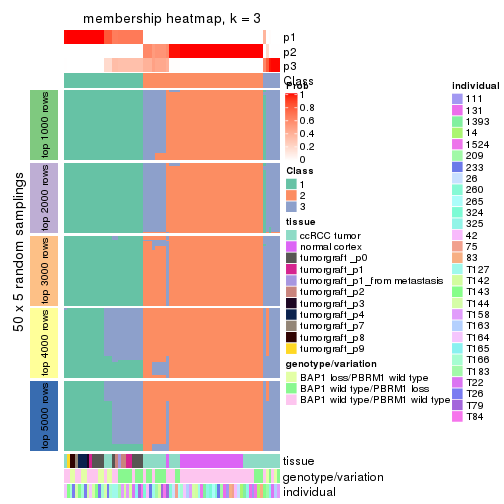 membership heatmap, k = 3
p1
p2
p3
Class
50 x 5 random samplings
top 1000 rows
top 2000 rows
top 3000 rows
top 4000 rows
top 5000 rows
tissue
genotype/variation
individual
Prob
1
0.8
0.6
0.4
0.2
0
Class
1
2
3
tissue
ccRCC tumor
normal cortex
tumorgraft_p0
tumorgraft_p1
tumorgraft_p1_from metastasis
tumorgraft_p2
tumorgraft_p3
tumorgraft_p4
tumorgraft_p7
tumorgraft_p8
tumorgraft_p9
genotype/variation
BAP1 loss/PBRM1 wild type
BAP1 wild type/PBRM1 loss
BAP1 wild type/PBRM1 wild type
individual
111
131
1393
14
1524
209
233
26
260
265
324
325
42
75
83
T127
T142
T143
T144
T158
T163
T164
T165
T166
T183
T22
T26
T79
T84